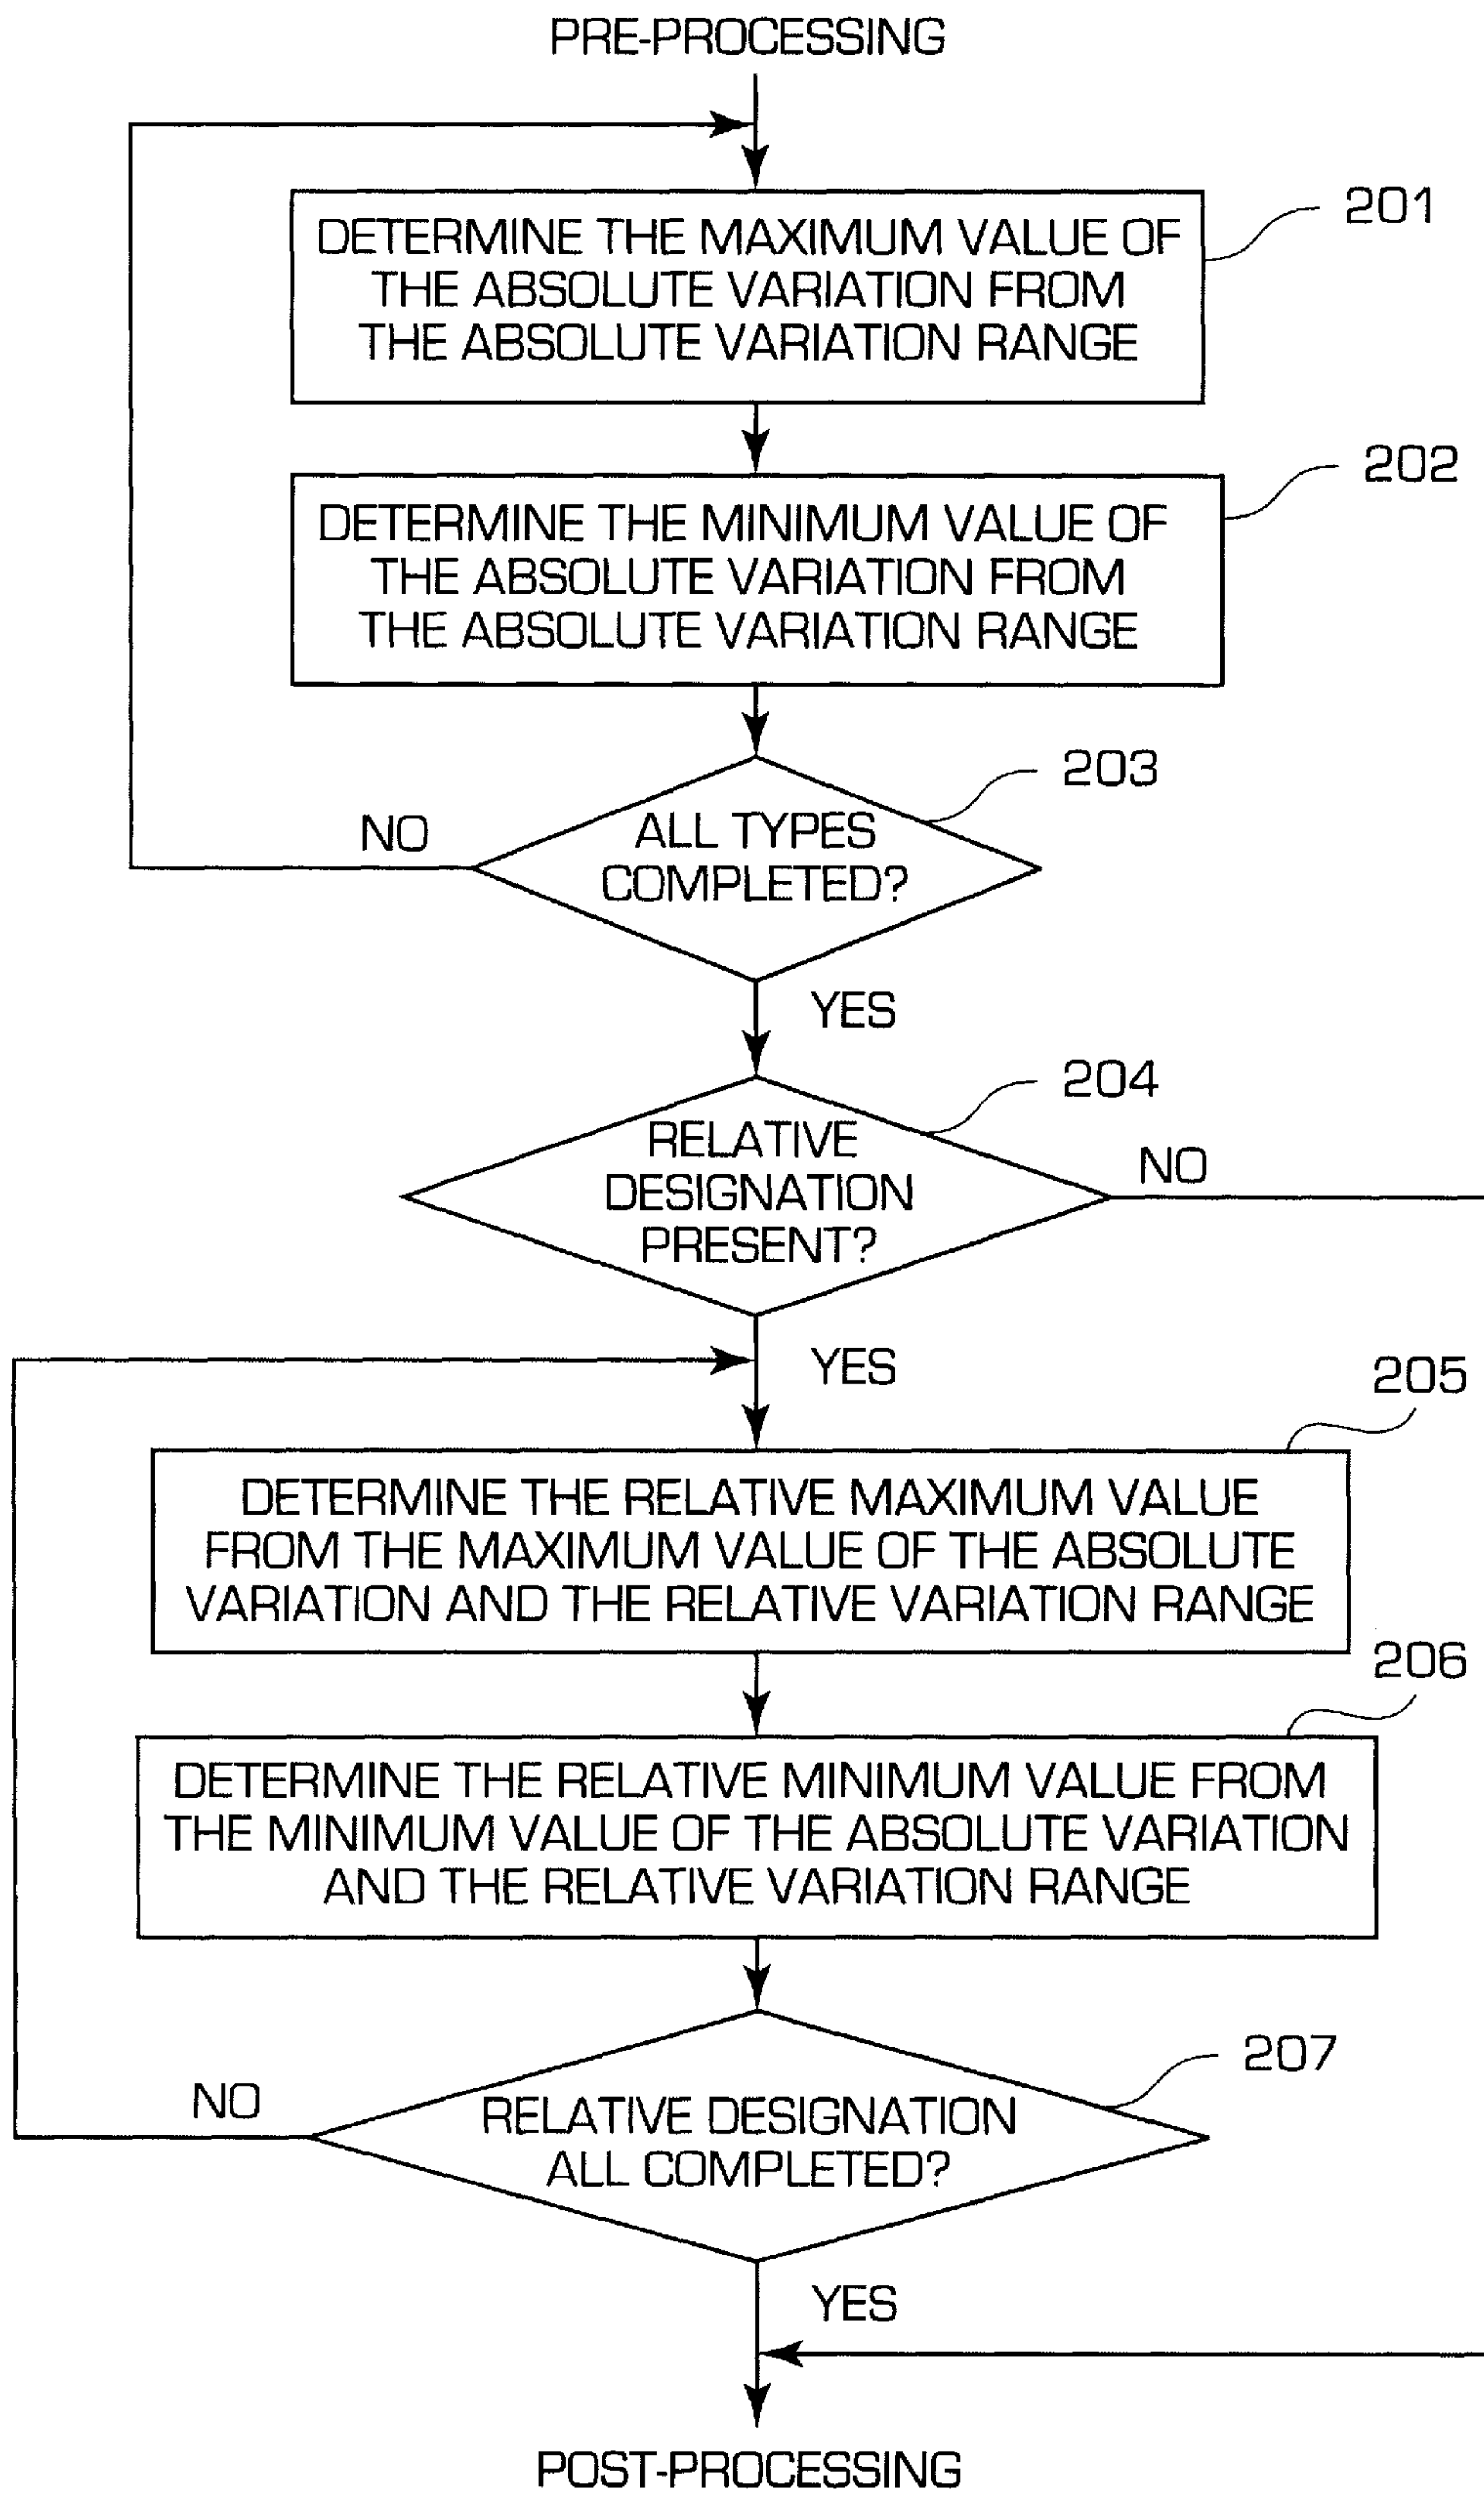 PRE-PROCESSING
201
DETERMINE THE MAXIMUM VALUE OF
THE ABSOLUTE VARIATION FROM
THE ABSOLUTE VARIATION RANGE
202
DETERMINE THE MINIMUM VALUE OF
THE ABSOLUTE VARIATION FROM
THE ABSOLUTE VARIATION RANGE
203
NO
ALL TYPES
COMPLETED?
YES
204
RELATIVE
DESIGNATION
PRESENT?
NO
YES
205
DETERMINE THE RELATIVE MAXIMUM VALUE
FROM THE MAXIMUM VALUE OF THE ABSOLUTE
VARIATION AND THE RELATIVE VARIATION RANGE
206
DETERMINE THE RELATIVE MINIMUM VALUE FROM
THE MINIMUM VALUE OF THE ABSOLUTE VARIATION
AND THE RELATIVE VARIATION RANGE
207
NO
RELATIVE DESIGNATION
ALL COMPLETED?
YES
POST-PROCESSING